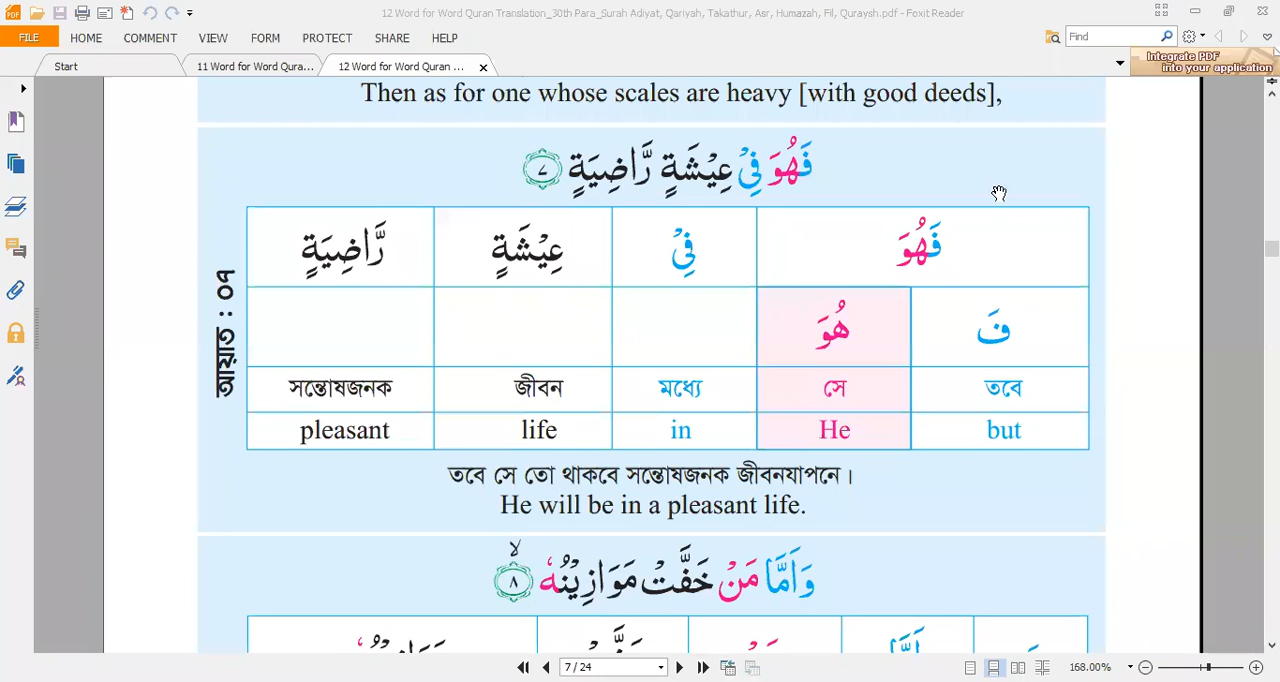 12 Word for Word Quran Translation_30th Para_Surah Adiyat, Qariyah, Takathur, Asr, Humazah, Fil, Quraysh.pdf - Foxit Reader
FILE HOME COMMENT VIEW FORM PROTECT SHARE HELP
Find
Integrate PDF
into your application
Start
11 Word for Word Qura...
12 Word for Word Quran ...
Then as for one whose scales are heavy [with good deeds],
فَهُوَ فِیْ عِیْشَةٍ رَّاضِیَةٍ ٧
فَهُوَ فِیْ عِیْشَةٍ رَّاضِیَةٍ
فَ هُوَ
সন্তোষজনক জীবন মধ্যে সে তবে
pleasant life in He but
আয়াত : ০৭
তবে সে তো থাকবে সন্তোষজনক জীবনযাপনে।
He will be in a pleasant life.
وَاَمَّا مَنْ خَفَّتْ مَوَازِیْنُهٗ ۙ ٨
7 / 24
168.00%